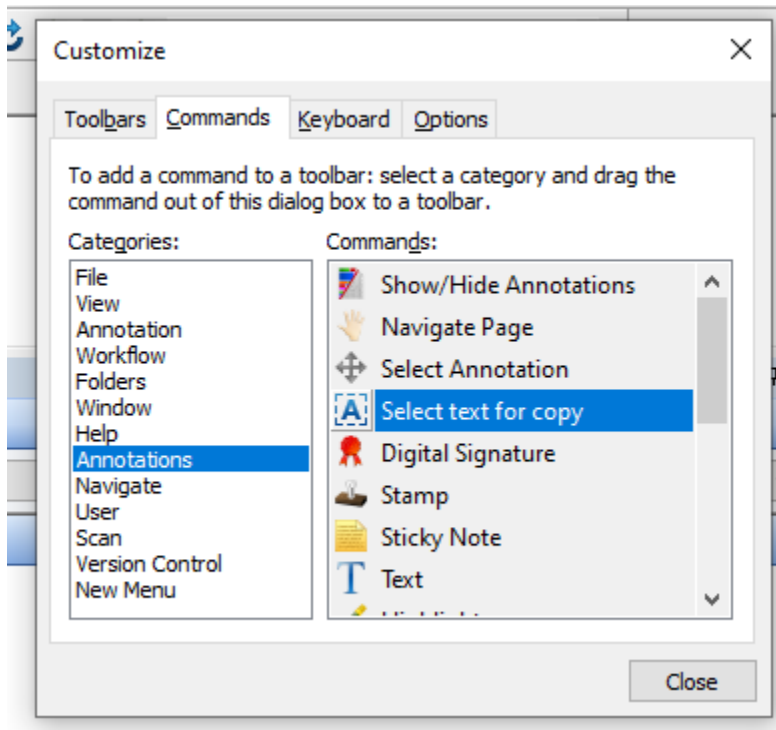 Customize
Toolbars Commands Keyboard Options
To add a command to a toolbar: select a category and drag the
command out of this dialog box to a toolbar.
Categories:
File
View
Annotation
Workflow
Folders
Window
Help
Annotations
Navigate
User
Scan
Version Control
New Menu
Commands:
Show/Hide Annotations
Navigate Page
Select Annotation
Select text for copy
Digital Signature
Stamp
Sticky Note
Text
Close